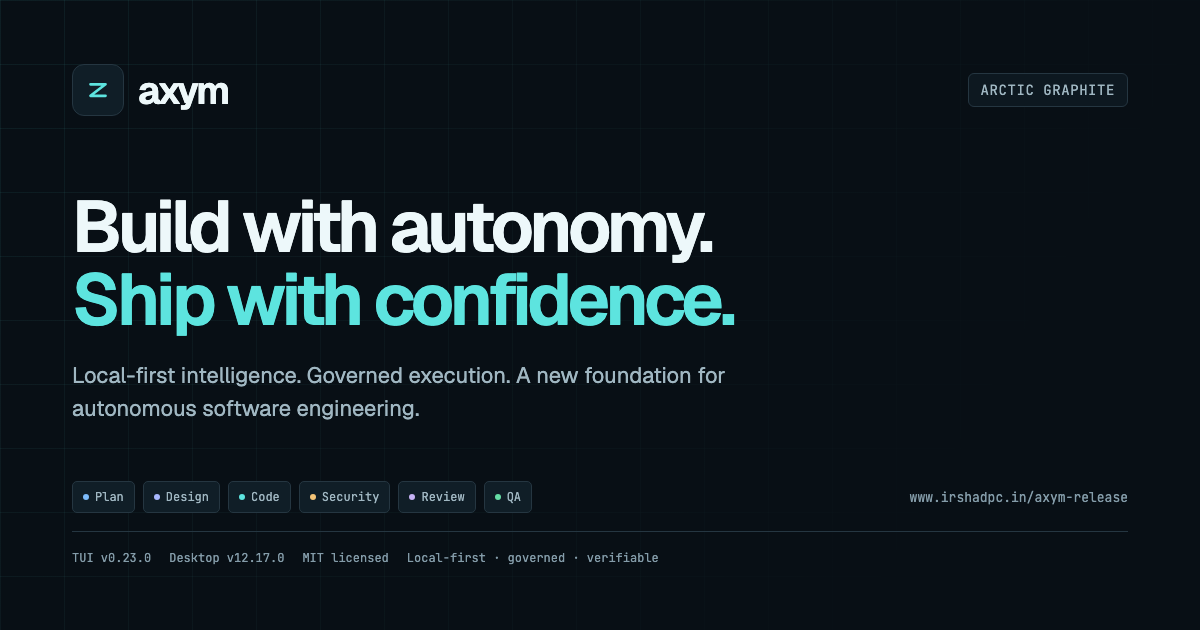 axym
ARCTIC GRAPHITE
Build with autonomy.
Ship with confidence.
Local-first intelligence. Governed execution. A new foundation for
autonomous software engineering.
Plan Design Code Security Review QA
www.irshadpc.in/axym-release
TUI v0.23.0 Desktop v12.17.0 MIT licensed Local-first · governed · verifiable